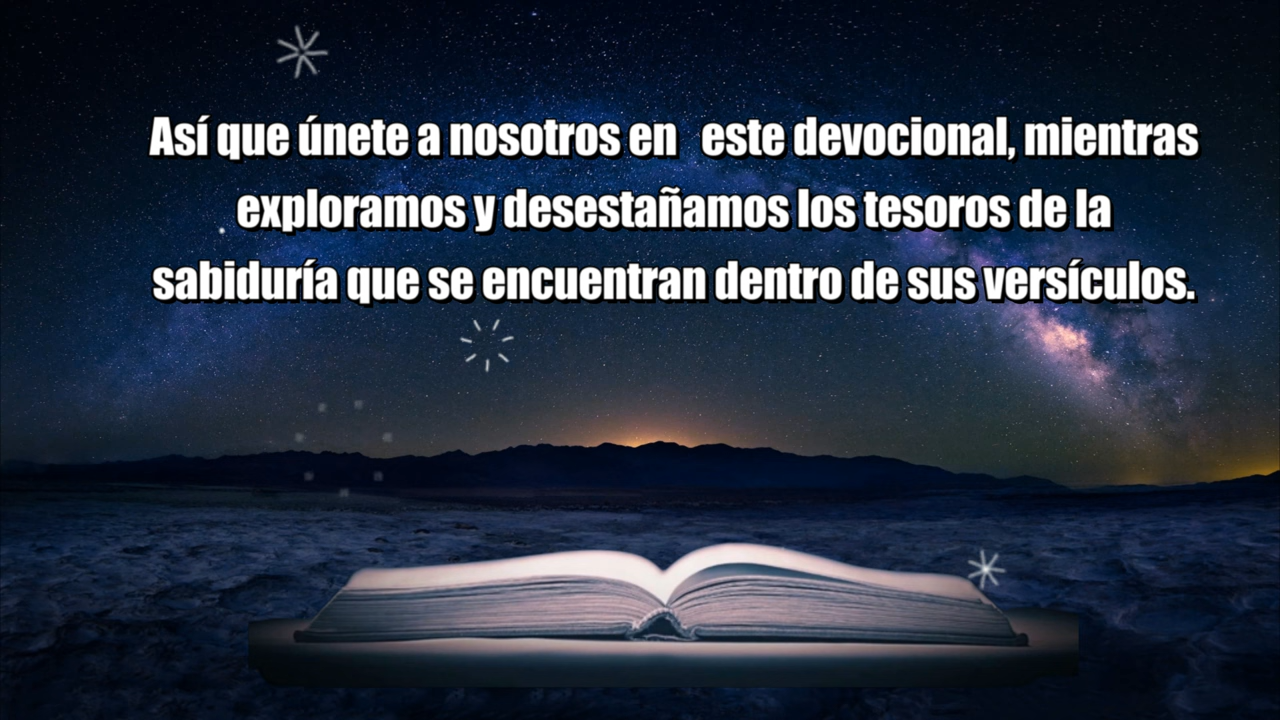 Así que únete a nosotros en   este devocional, mientras
exploramos y desestañamos los tesoros de la
sabiduría que se encuentran dentro de sus versículos.